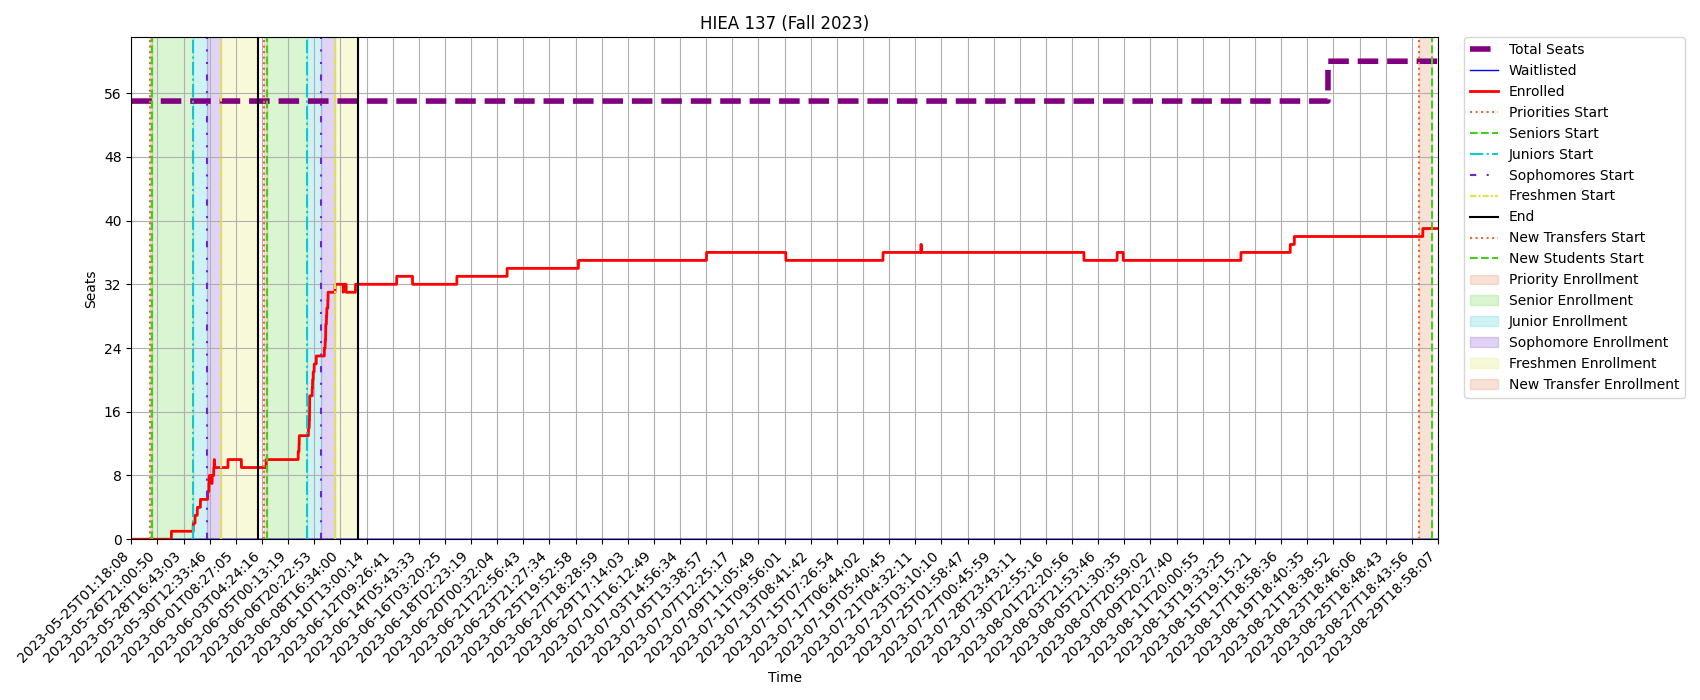 HIEA 137 (Fall 2023)
Seats
56
48
40
32
24
16
8
0
2023-05-25T01:18:08
2023-05-26T21:00:50
2023-05-28T16:43:03
2023-05-30T12:33:46
2023-06-01T08:27:05
2023-06-03T04:24:16
2023-06-05T00:13:19
2023-06-06T20:22:53
2023-06-08T16:34:00
2023-06-10T13:00:14
2023-06-12T09:26:41
2023-06-14T05:43:33
2023-06-16T03:20:25
2023-06-18T02:23:19
2023-06-20T00:32:04
2023-06-21T22:56:43
2023-06-23T21:27:34
2023-06-25T19:52:58
2023-06-27T18:28:59
2023-06-29T17:14:03
2023-07-01T16:12:49
2023-07-03T14:56:34
2023-07-05T13:38:57
2023-07-07T12:25:17
2023-07-09T11:05:49
2023-07-11T09:56:01
2023-07-13T08:41:42
2023-07-15T07:26:54
2023-07-17T06:44:02
2023-07-19T05:40:45
2023-07-21T04:32:11
2023-07-23T03:10:10
2023-07-25T01:58:47
2023-07-27T00:45:59
2023-07-28T23:43:11
2023-07-30T22:55:16
2023-08-01T22:20:56
2023-08-03T21:53:46
2023-08-05T21:30:35
2023-08-07T20:59:02
2023-08-09T20:27:40
2023-08-11T20:00:55
2023-08-13T19:33:25
2023-08-15T19:15:21
2023-08-17T18:58:36
2023-08-19T18:40:35
2023-08-21T18:38:52
2023-08-23T18:46:06
2023-08-25T18:48:43
2023-08-27T18:43:56
2023-08-29T18:58:07
Time
Total Seats
Waitlisted
Enrolled
Priorities Start
Seniors Start
Juniors Start
Sophomores Start
Freshmen Start
End
New Transfers Start
New Students Start
Priority Enrollment
Senior Enrollment
Junior Enrollment
Sophomore Enrollment
Freshmen Enrollment
New Transfer Enrollment